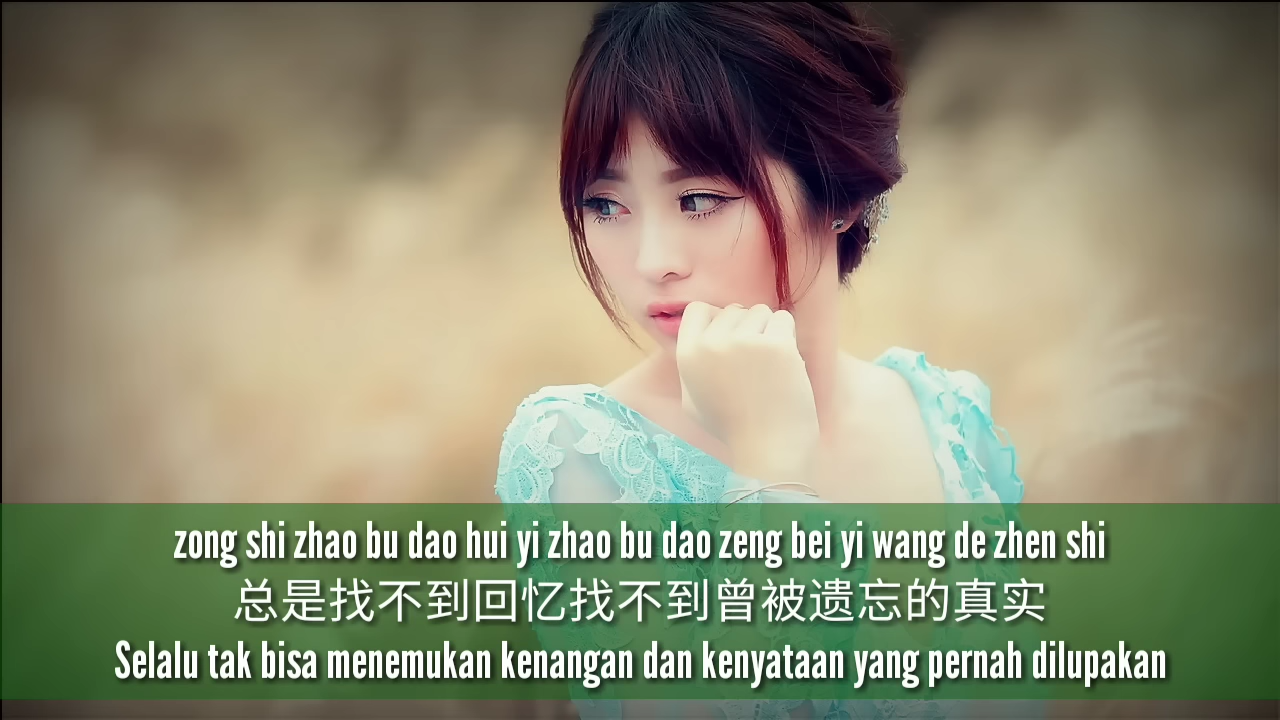 zong shi zhao bu dao hui yi zhao bu dao zeng bei yi wang de zhen shi
总是找不到回忆找不到曾被遗忘的真实
Selalu tak bisa menemukan kenangan dan kenyataan yang pernah dilupakan